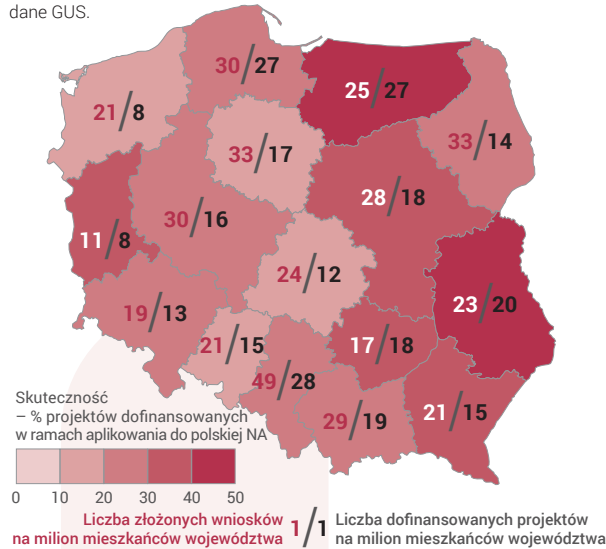 dane GUS.
30/27
25/27
21/8
33/14
33/17
28/18
30/16
11/8
24/12
23/20
19/13
21/15
17/18
49/28
21/15
29/19
Skuteczność
– % projektów dofinansowanych
w ramach aplikowania do polskiej NA
0 10 20 30 40 50
Liczba złożonych wniosków
na milion mieszkańców województwa
1/1
Liczba dofinansowanych projektów
na milion mieszkańców województwa